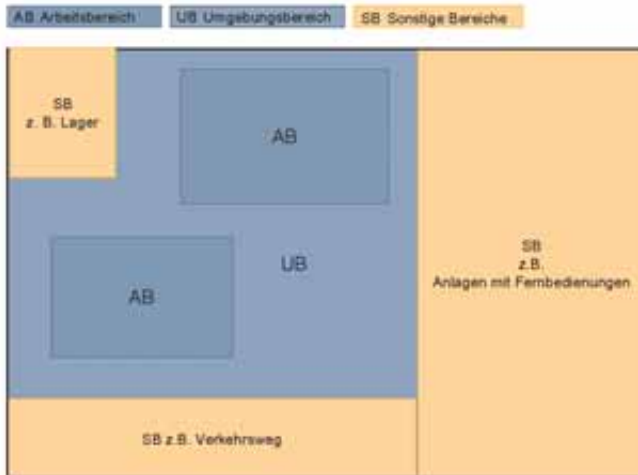 AB Arbeitsbereich
UB Umgebungsbereich
SB Sonstige Bereiche
SB
z. B. Lager
AB
AB
UB
SB
z.B.
Anlagen mit Fernbedienungen
SB z.B. Verkehrsweg